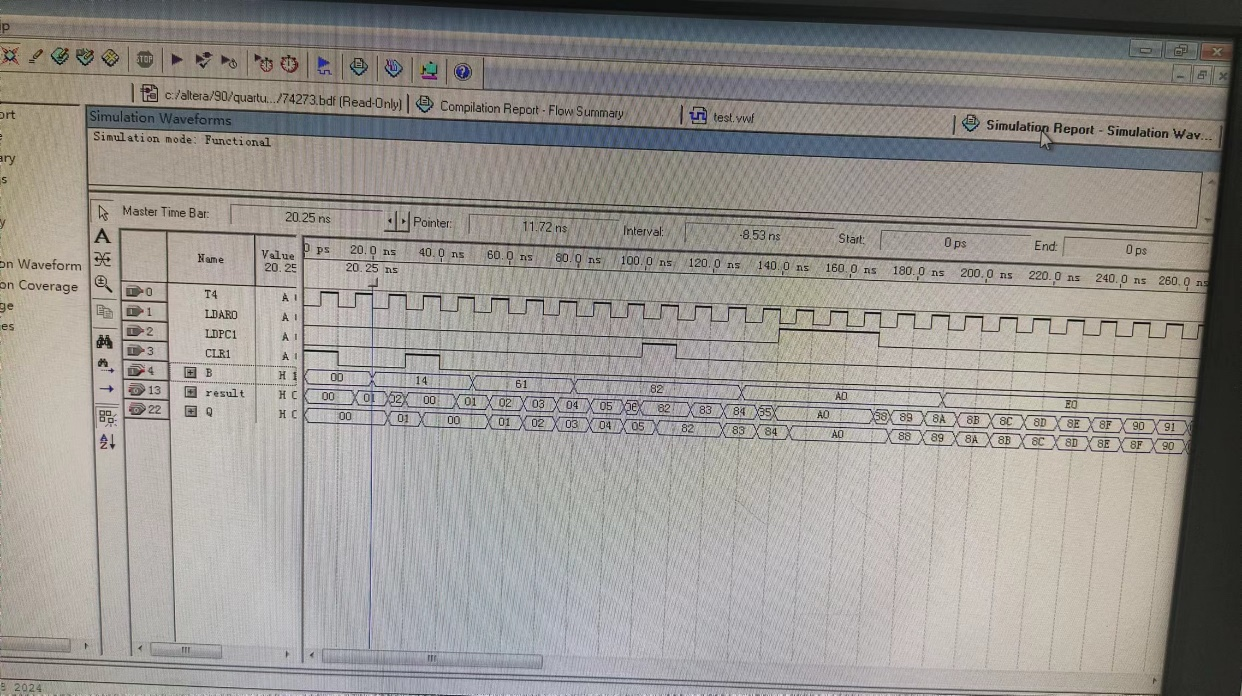 STOP
c:/altera/90/quartu.../74273.bdf (Read-Only)
Compilation Report - Flow Summary
test.vwf
Simulation Report - Simulation Wav...
Simulation Waveforms
Simulation mode: Functional
on Waveform
on Coverage
Master Time Bar:
20.25 ns
Pointer:
11.72 ns
Interval:
-8.53 ns
Start:
0 ps
End:
0 ps
Name
Value
20.25
0 ps 20.0 ns 40.0 ns 60.0 ns 80.0 ns 100.0 ns 120.0 ns 140.0 ns 160.0 ns 180.0 ns 200.0 ns 220.0 ns 240.0 ns 260.0 ns
20.25 ns
0 T4 A
1 LDAR0 A
2 LDPC1 A
3 CLR1 A
4 B H 00 14 61 82 A0 E0
13 result H 00 01 02 00 01 02 03 04 05 82 83 84 A0 89 8A 8B 8C 8D 8E 8F 90 91
22 Q H 00 01 00 01 02 03 04 05 82 83 84 A0 88 89 8A 8B 8C 8D 8E 8F 90
2024